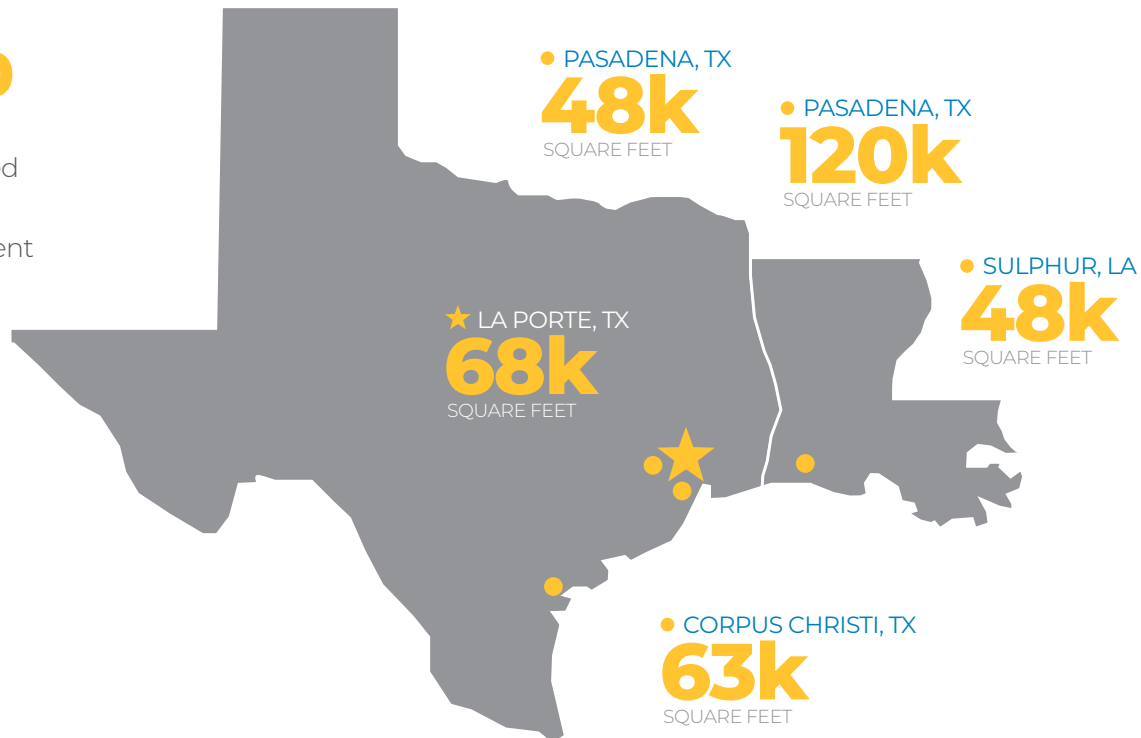 PASADENA, TX
48k
SQUARE FEET
PASADENA, TX
120k
SQUARE FEET
SULPHUR, LA
48k
SQUARE FEET
LA PORTE, TX
68k
SQUARE FEET
CORPUS CHRISTI, TX
63k
SQUARE FEET